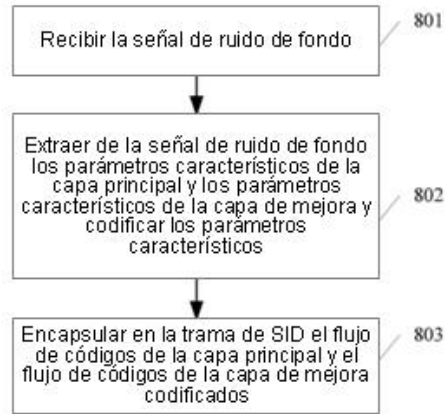 Recibir la señal de ruido de fondo
801
Extraer de la señal de ruido de fondo
los parámetros característicos de la
capa principal y los parámetros
característicos de la capa de mejora y
codificar los parámetros
característicos
802
Encapsular en la trama de SID el flujo
de códigos de la capa principal y el
flujo de códigos de la capa de mejora
codificados
803